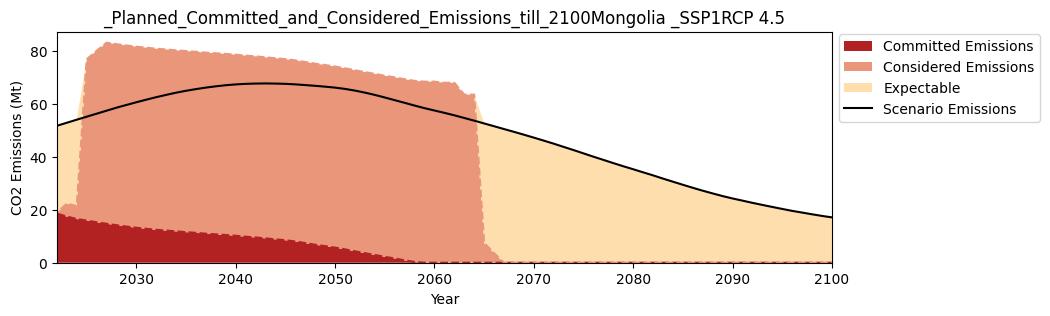 _Planned_Committed_and_Considered_Emissions_till_2100Mongolia _SSP1RCP 4.5
CO2 Emissions (Mt)
80
60
40
20
0
2030 2040 2050 2060 2070 2080 2090 2100
Year
Committed Emissions
Considered Emissions
Expectable
Scenario Emissions